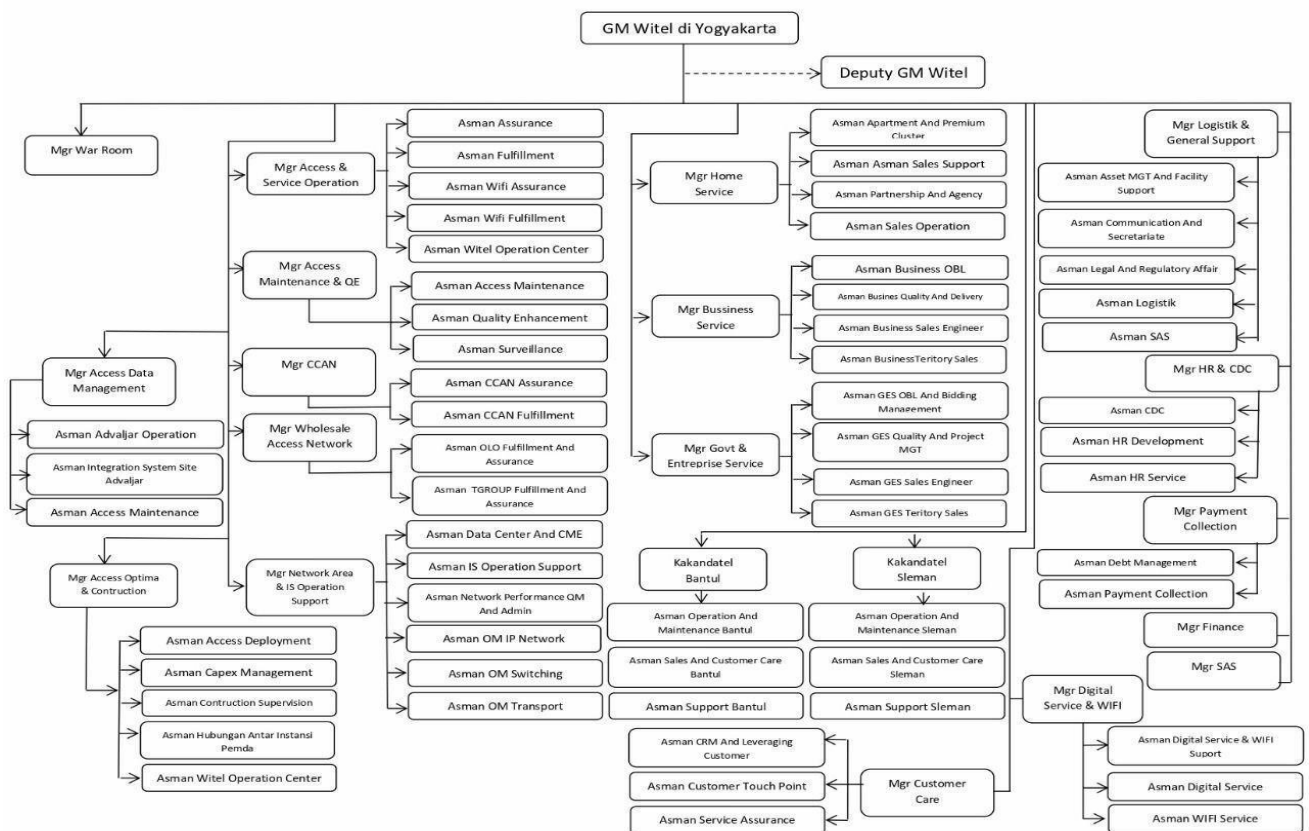 GM Witel di Yogyakarta
Deputy GM Witel
Mgr War Room
Mgr Access &
Service Operation
Asman Assurance
Asman Fulfillment
Asman Wifi Assurance
Asman Wifi Fulfillment
Asman Witel Operation Center
Mgr Access
Maintenance & QE
Asman Access Maintenance
Asman Quality Enhancement
Asman Surveillance
Mgr CCAN
Asman CCAN Assurance
Asman CCAN Fulfillment
Mgr Wholesale
Access Network
Asman OLO Fulfillment And
Assurance
Asman TGROUP Fulfillment And
Assurance
Mgr Access Data
Management
Asman Advaljar Operation
Asman Integration System Site
Advaljar
Asman Access Maintenance
Mgr Access Optima
& Contruction
Asman Access Deployment
Asman Capex Management
Asman Contruction Supervision
Asman Hubungan Antar Instansi
Pemda
Asman Witel Operation Center
Mgr Network Area
& IS Operation
Support
Asman Data Center And CME
Asman IS Operation Support
Asman Network Performance QM
And Admin
Asman OM IP Network
Asman OM Switching
Asman OM Transport
Mgr Home
Service
Asman Apartment And Premium
Cluster
Asman Asman Sales Support
Asman Partnership And Agency
Asman Sales Operation
Mgr Bussiness
Service
Asman Business OBL
Asman Busines Quality And Delivery
Asman Business Sales Engineer
Asman BusinessTeritory Sales
Mgr Govt &
Entreprise Service
Asman GES OBL and Bidding
Management
Asman GES Quality And Project
MGT
Asman GES Sales Engineer
Asman GES Teritory Sales
Kakandatel
Bantul
Asman Operation And
Maintenance Bantul
Asman Sales And Customer Care
Bantul
Asman Support Bantul
Kakandatel
Sleman
Asman Operation And
Maintenance Sleman
Asman Sales And Customer Care
Sleman
Asman Support Sleman
Mgr Customer
Care
Asman CRM And Leveraging
Customer
Asman Customer Touch Point
Asman Service Assurance
Mgr Digital
Service & WIFI
Asman Digital Service & WIFI
Suport
Asman Digital Service
Asman WIFI Service
Mgr Logistik &
General Support
Asman Asset MGT And Facility
Support
Asman Communication And
Secretariate
Asman Legal And Regulatory Affair
Asman Logistik
Asman SAS
Mgr HR & CDC
Asman CDC
Asman HR Development
Asman HR Service
Mgr Payment
Collection
Asman Debt Management
Asman Payment Collection
Mgr Finance
Mgr SAS